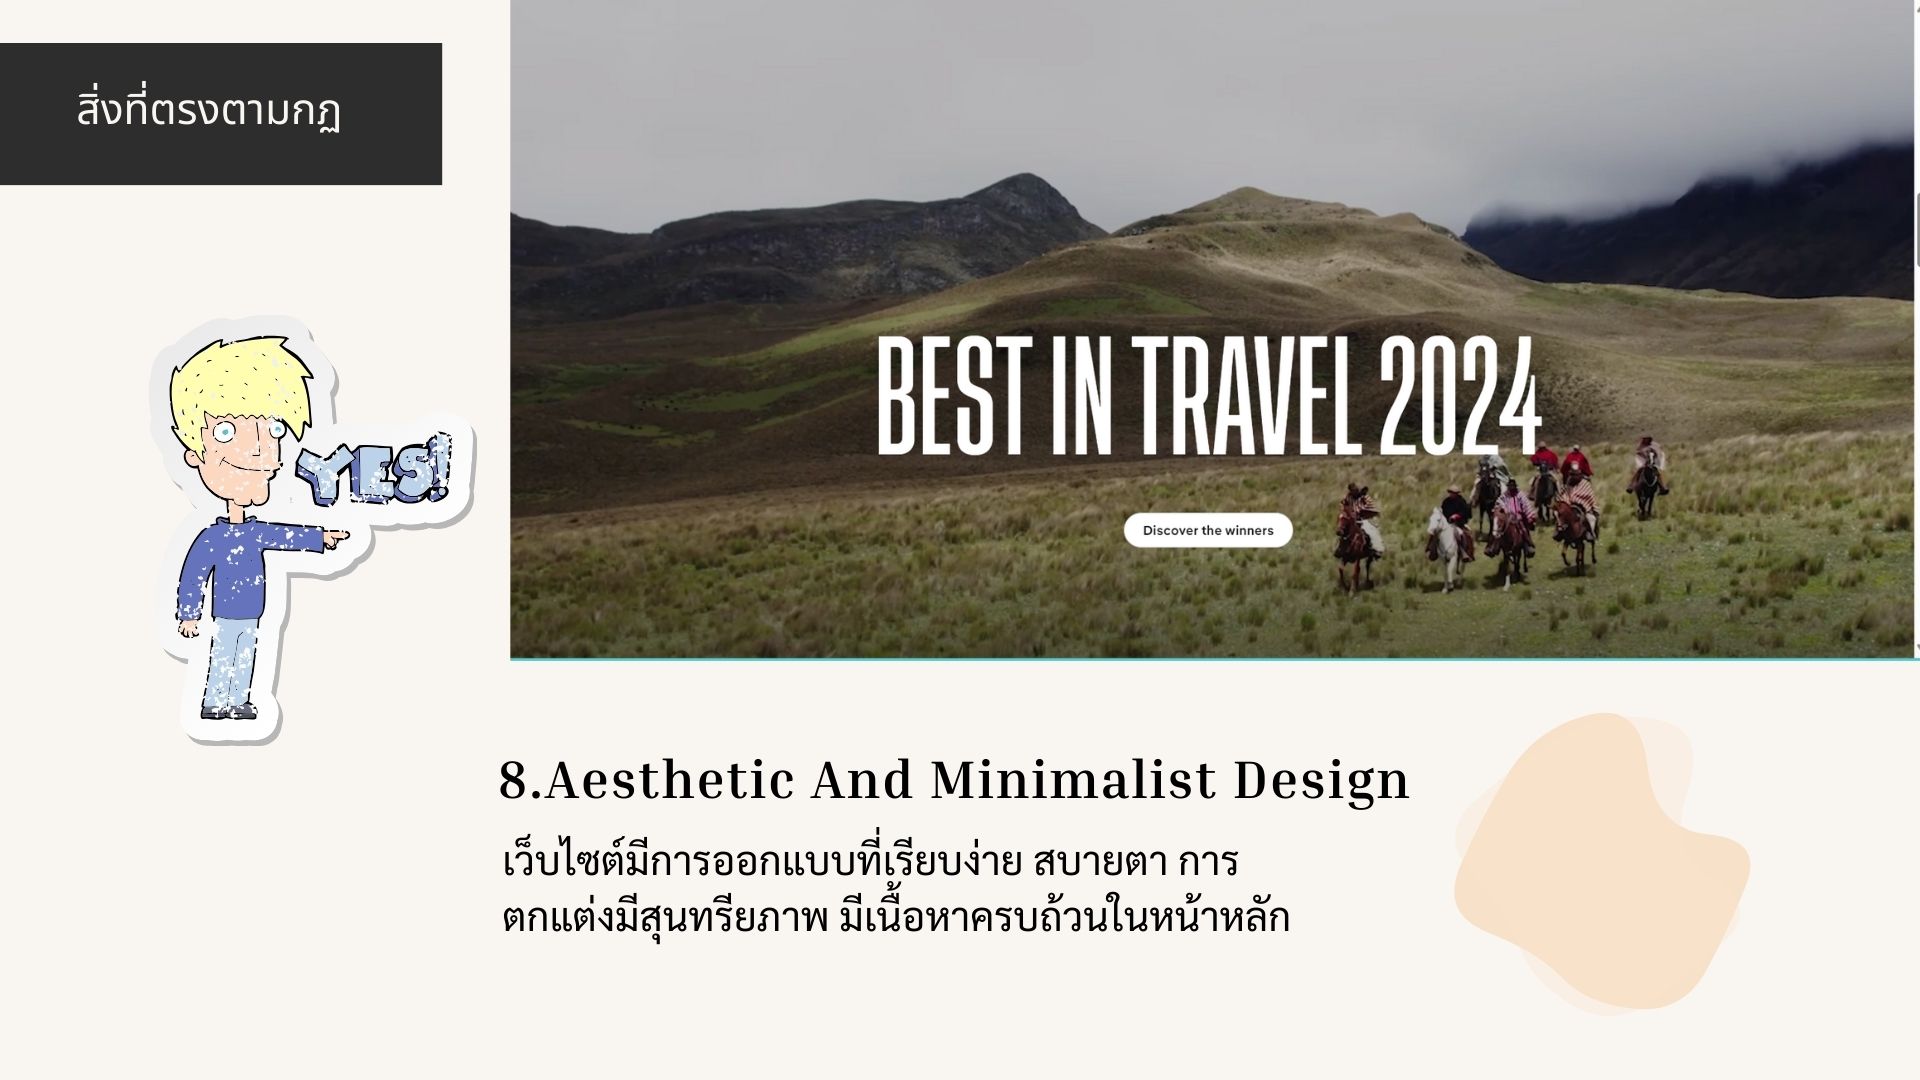 สิ่งที่ตรงตามกฏ
BEST IN TRAVEL 2024
YES!
Discover the winners
8.Aesthetic And Minimalist Design
เว็บไซต์มีการออกแบบที่เรียบง่าย สบายตา การ
ตกแต่งมีสุนทรียภาพ มีเนื้อหาครบถ้วนในหน้าหลัก